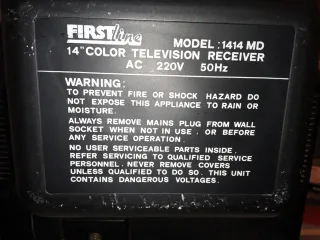 FIRSTline MODEL:1414 MD
14" COLOR TELEVISION RECEIVER
AC 220V 50Hz
WARNING:
TO PREVENT FIRE OR SHOCK HAZARD DO
NOT EXPOSE THIS APPLIANCE TO RAIN OR
MOISTURE.
ALWAYS REMOVE MAINS PLUG FROM WALL
SOCKET WHEN NOT IN USE, OR BEFORE
ANY SERVICE OPERATION.
NO USER SERVICEABLE PARTS INSIDE.
REFER SERVICING TO QUALIFIED SERVICE
PERSONNEL. NEVER REMOVE COVERS
UNLESS QUALIFIED TO DO SO. THIS UNIT
CONTAINS DANGEROUS VOLTAGES.